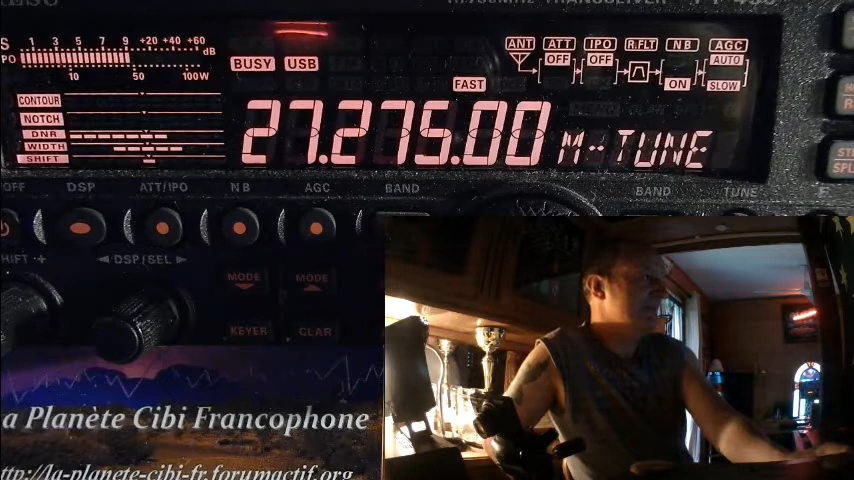 S 1 3 5 7 9 +20 +40 +60 dB
PO 10 50 100W
BUSY USB
FAST
ANT ATT IPO R.FLT NB AGC
OFF OFF AUTO
ON SLOW
CONTOUR
NOTCH
DNR
WIDTH
SHIFT
27.275.00 M-TUNE
OFF DSP ATT/IPO NB AGC BAND BAND TUNE
HIFT -+ ◄ DSP/SEL ►
MODE MODE
KEYER CLAR
a Planète Cibi Francophone
ttp://la-planete-cibi-fr.forumactif.org